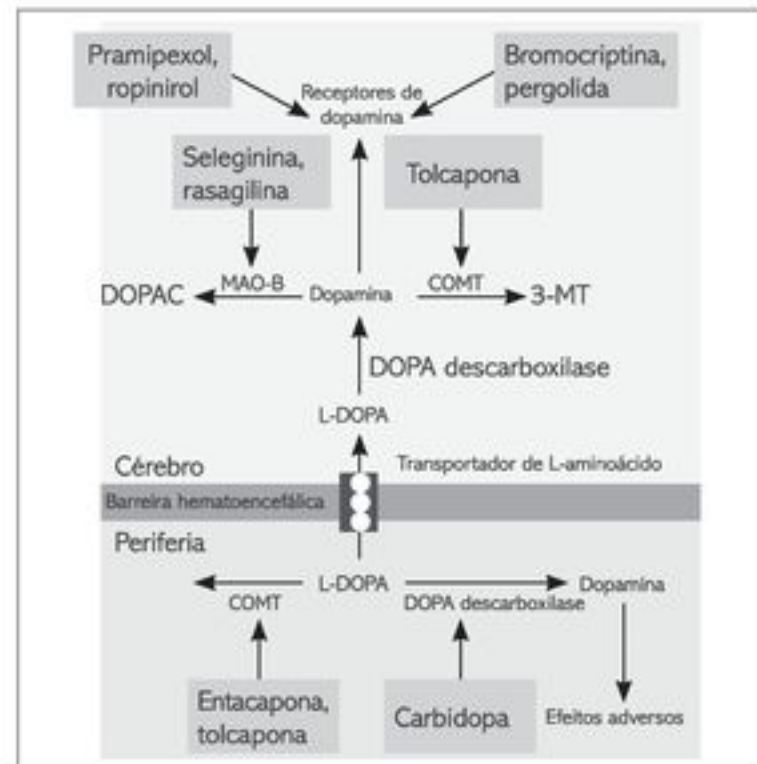 Pramipexol,
ropinirol
Bromocriptina,
pergolida
Receptores de
dopamina
Seleginina,
rasagilina
Tolcapona
DOPAC
MAO-B
Dopamina
COMT
3-MT
DOPA descarboxilase
L-DOPA
Cérebro
Transportador de L-aminoácido
Barreira hematoencefálica
Periferia
L-DOPA
Dopamina
COMT
DOPA descarboxilase
Entacapona,
tolcapona
Carbidopa
Efeitos adversos